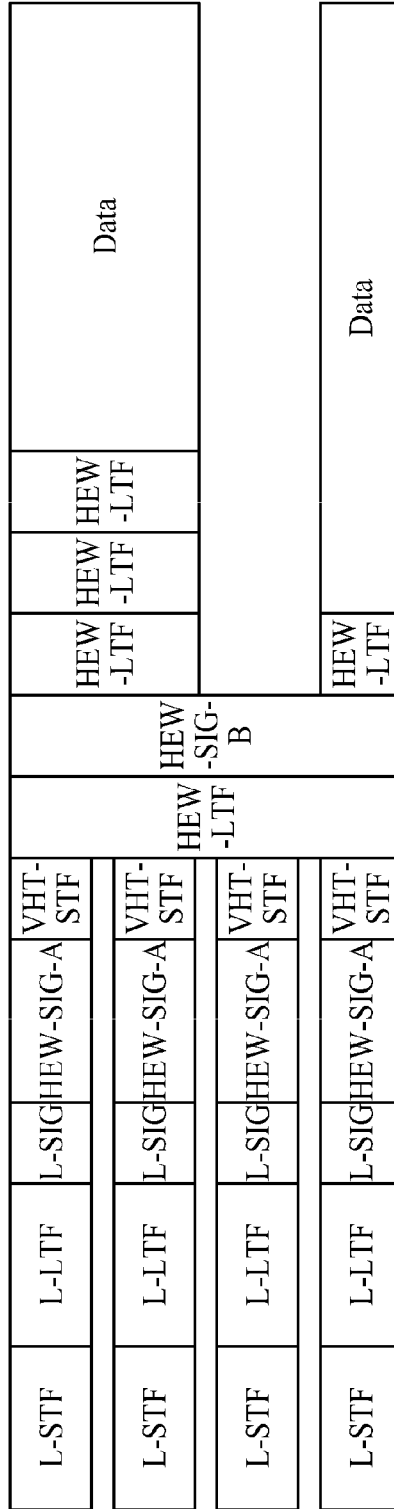 L-STF
L-LTF
L-SIG
HEW-SIG-A
VHT-
STF
L-STF
L-LTF
L-SIG
HEW-SIG-A
VHT-
STF
L-STF
L-LTF
L-SIG
HEW-SIG-A
VHT-
STF
L-STF
L-LTF
L-SIG
HEW-SIG-A
VHT-
STF
HEW
-LTF
HEW
-SIG-
B
HEW
-LTF
HEW
-LTF
HEW
-LTF
Data
HEW
-LTF
Data